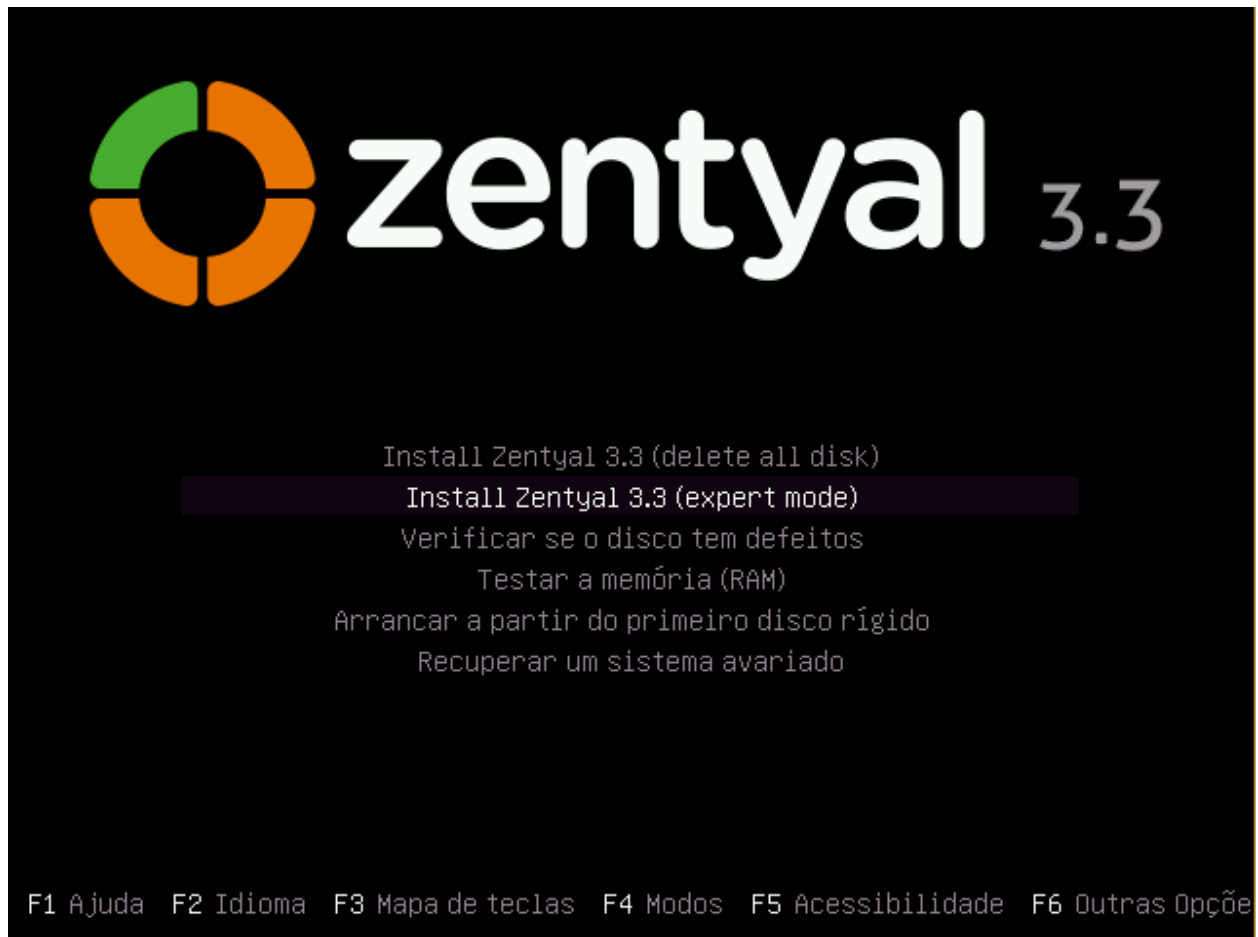 zentyal 3.3
Install Zentyal 3.3 (delete all disk)
Install Zentyal 3.3 (expert mode)
Verificar se o disco tem defeitos
Testar a memória (RAM)
Arrancar a partir do primeiro disco rígido
Recuperar um sistema avariado
F1 Ajuda F2 Idioma F3 Mapa de teclas F4 Modos F5 Acessibilidade F6 Outras Opçõe